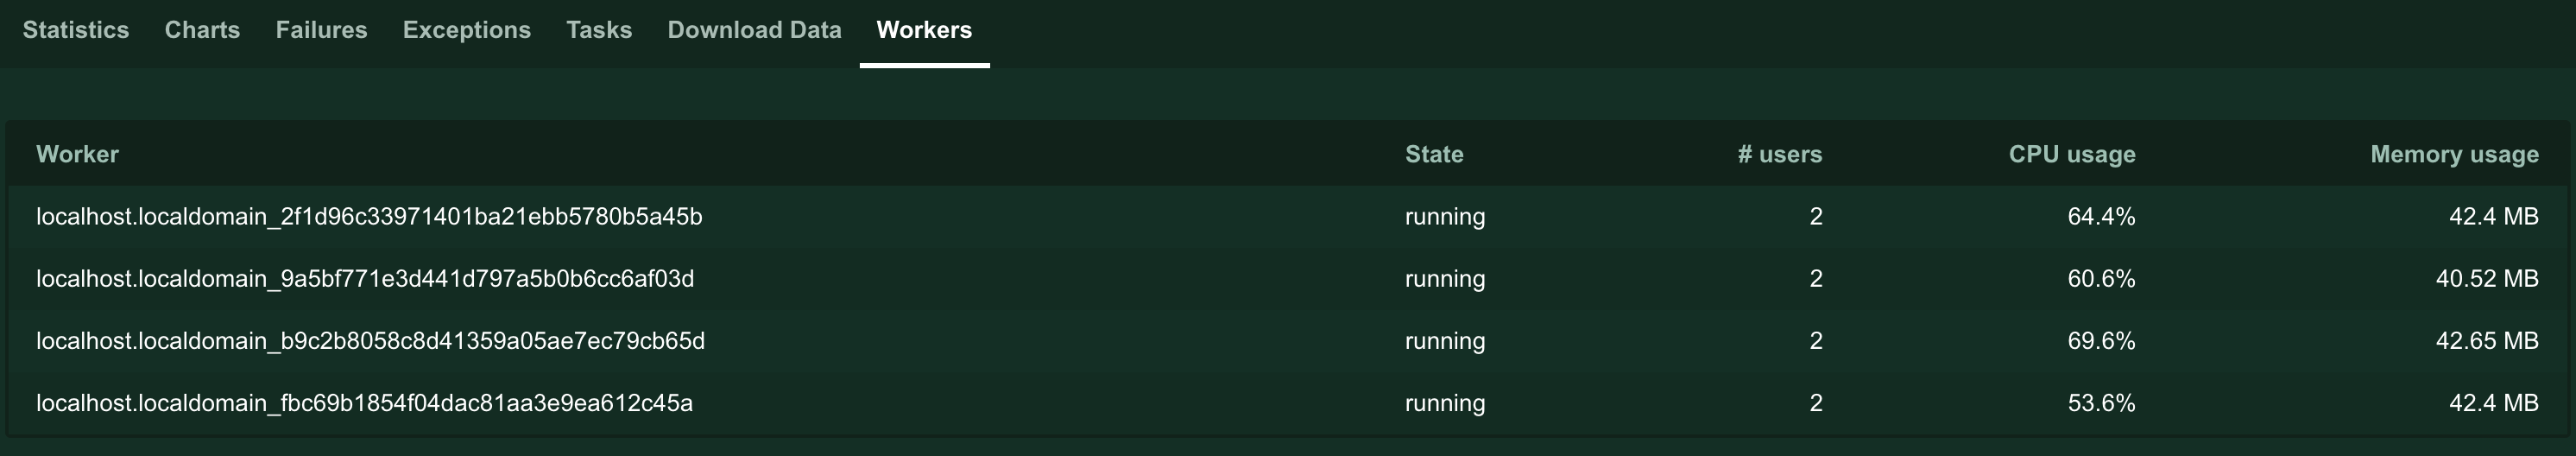 Statistics Charts Failures Exceptions Tasks Download Data Workers
Worker State # users CPU usage Memory usage
localhost.localdomain_2f1d96c33971401ba21ebb5780b5a45b running 2 64.4% 42.4 MB
localhost.localdomain_9a5bf771e3d441d797a5b0b6cc6af03d running 2 60.6% 40.52 MB
localhost.localdomain_b9c2b8058c8d41359a05ae7ec79cb65d running 2 69.6% 42.65 MB
localhost.localdomain_fbc69b1854f04dac81aa3e9ea612c45a running 2 53.6% 42.4 MB